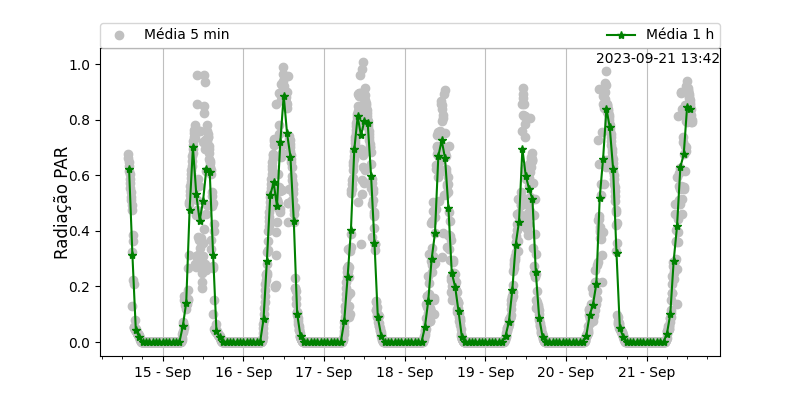 Média 5 min
Média 1 h
2023-09-21 13:42
Radiação PAR
1.0
0.8
0.6
0.4
0.2
0.0
15 - Sep
16 - Sep
17 - Sep
18 - Sep
19 - Sep
20 - Sep
21 - Sep